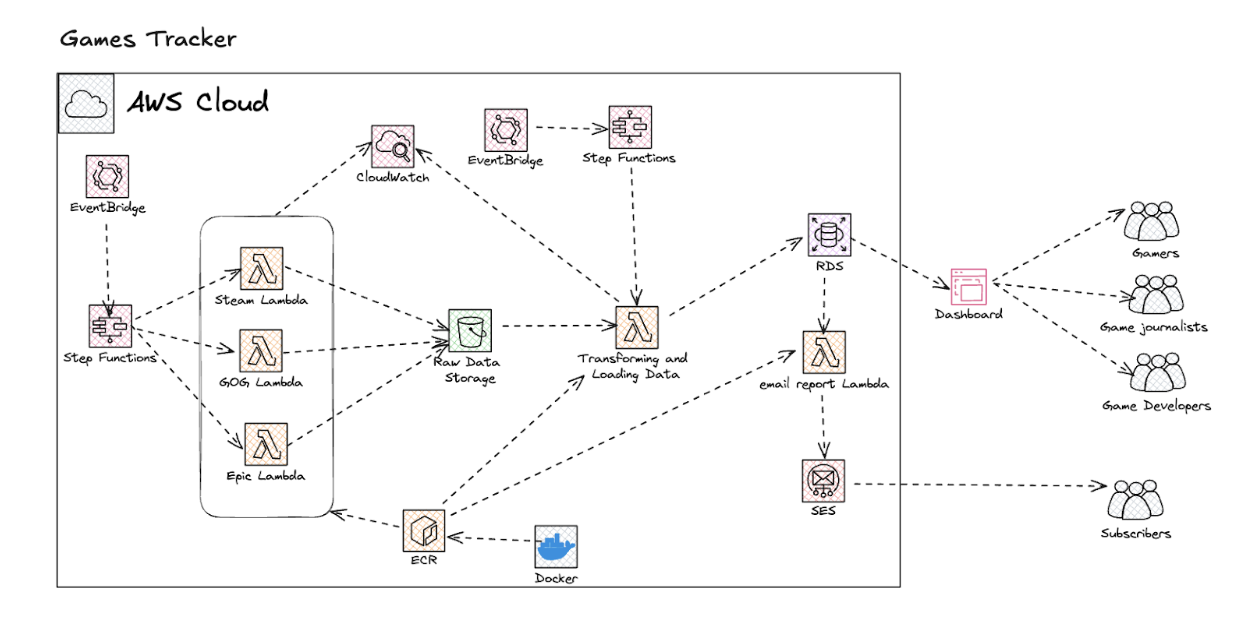 Games Tracker
AWS Cloud
EventBridge
Step Functions
CloudWatch
EventBridge
Step Functions
Steam Lambda
GOG Lambda
Epic Lambda
Raw Data
Storage
Transforming and
Loading Data
RDS
email report Lambda
SES
ECR
Docker
Dashboard
Gamers
Game journalists
Game Developers
Subscribers